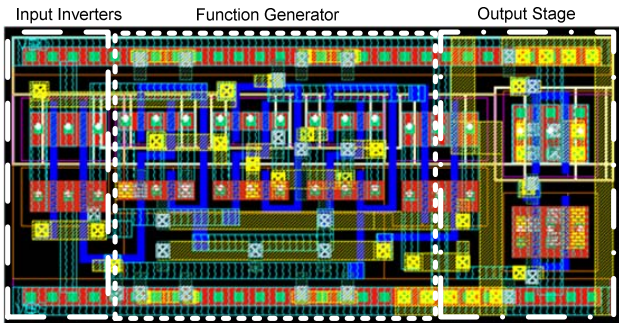 Input Inverters
Function Generator
Output Stage